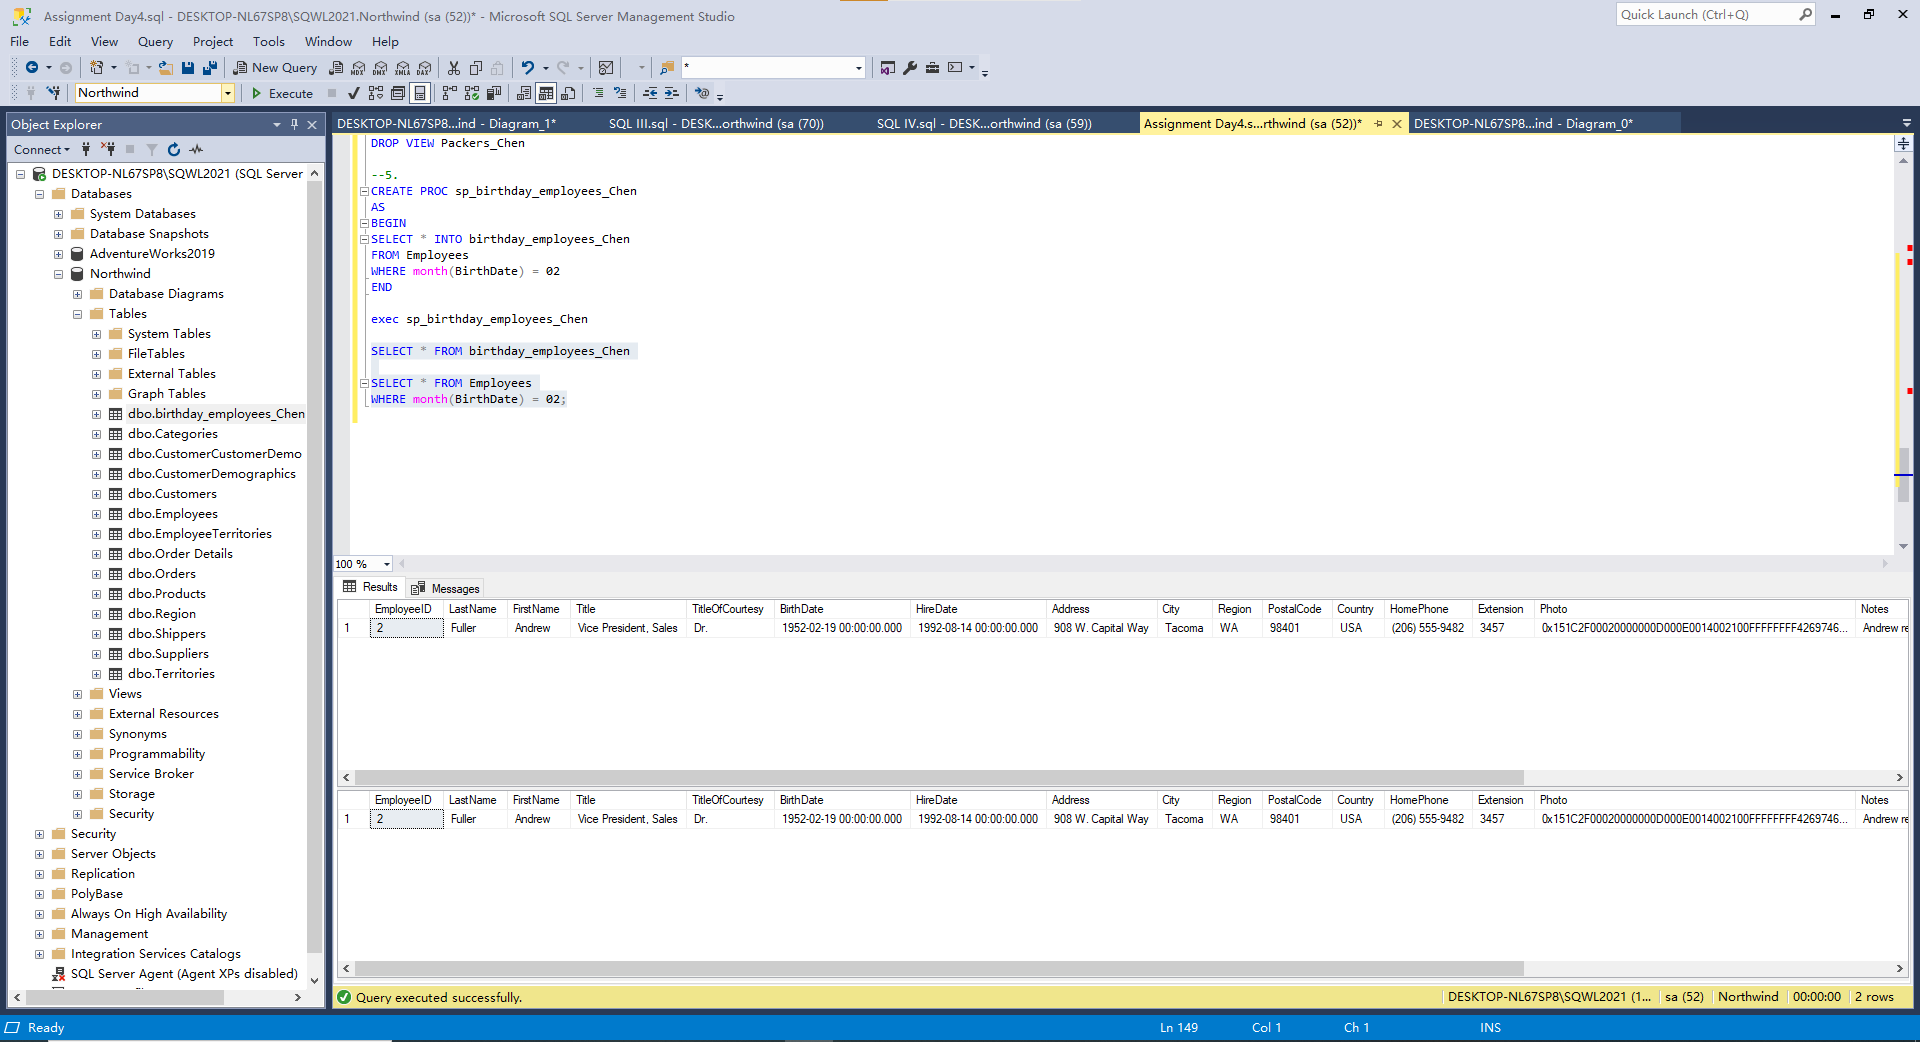 Assignment Day4.sql - DESKTOP-NL67SP8\SQWL2021.Northwind (sa (52))* - Microsoft SQL Server Management Studio
Quick Launch (Ctrl+Q)
File Edit View Query Project Tools Window Help
New Query MDX DMX XMLA DAX *
Northwind Execute
Object Explorer
DESKTOP-NL67SP8...ind - Diagram_1* SQL III.sql - DESK...orthwind (sa (70)) SQL IV.sql - DESK...orthwind (sa (59)) Assignment Day4.s...rthwind (sa (52))* DESKTOP-NL67SP8...ind - Diagram_0*
Connect
DESKTOP-NL67SP8\SQWL2021 (SQL Server
Databases
System Databases
Database Snapshots
AdventureWorks2019
Northwind
Database Diagrams
Tables
System Tables
FileTables
External Tables
Graph Tables
dbo.birthday_employees_Chen
dbo.Categories
dbo.CustomerCustomerDemo
dbo.CustomerDemographics
dbo.Customers
dbo.Employees
dbo.EmployeeTerritories
dbo.Order Details
dbo.Orders
dbo.Products
dbo.Region
dbo.Shippers
dbo.Suppliers
dbo.Territories
Views
External Resources
Synonyms
Programmability
Service Broker
Storage
Security
Security
Server Objects
Replication
PolyBase
Always On High Availability
Management
Integration Services Catalogs
SQL Server Agent (Agent XPs disabled)
DROP VIEW Packers_Chen
--5.
CREATE PROC sp_birthday_employees_Chen
AS
BEGIN
SELECT * INTO birthday_employees_Chen
FROM Employees
WHERE month(BirthDate) = 02
END
exec sp_birthday_employees_Chen
SELECT * FROM birthday_employees_Chen
SELECT * FROM Employees
WHERE month(BirthDate) = 02;
100 %
Results Messages
EmployeeID LastName FirstName Title TitleOfCourtesy BirthDate HireDate Address City Region PostalCode Country HomePhone Extension Photo Notes
1 2 Fuller Andrew Vice President, Sales Dr. 1952-02-19 00:00:00.000 1992-08-14 00:00:00.000 908 W. Capital Way Tacoma WA 98401 USA (206) 555-9482 3457 0x151C2F00020000000D000E0014002100FFFFFFFF4269746... Andrew re
EmployeeID LastName FirstName Title TitleOfCourtesy BirthDate HireDate Address City Region PostalCode Country HomePhone Extension Photo Notes
1 2 Fuller Andrew Vice President, Sales Dr. 1952-02-19 00:00:00.000 1992-08-14 00:00:00.000 908 W. Capital Way Tacoma WA 98401 USA (206) 555-9482 3457 0x151C2F00020000000D000E0014002100FFFFFFFF4269746... Andrew re
Query executed successfully. DESKTOP-NL67SP8\SQWL2021 (1... sa (52) Northwind 00:00:00 2 rows
Ready Ln 149 Col 1 Ch 1 INS